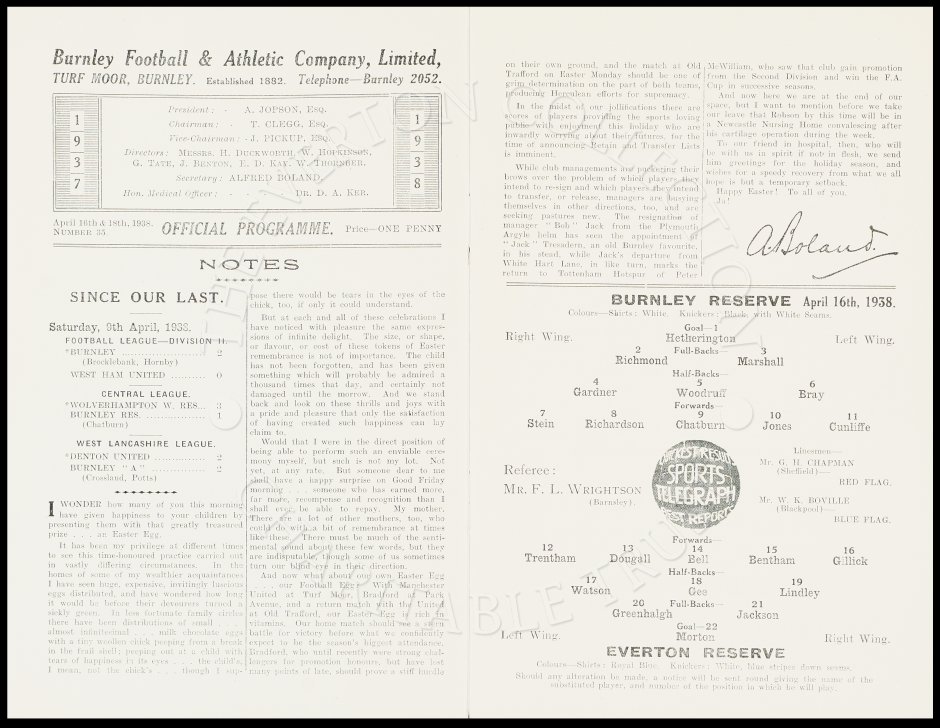 Burnley Football & Athletic Company, Limited,
TURF MOOR, BURNLEY. Established 1882. Telephone—Burnley 2052.
1
9
3
7
President: - A. JOPSON, ESQ.
Chairman: - T. CLEGG, ESQ.
Vice-Chairman: - J. PICKUP, ESQ.
Directors: MESSRS. H. DUCKWORTH, W. HOPKINSON,
G. TATE, J. BENTON, E. D. KAY, W. THORNBER.
Secretary: ALFRED BOLAND,
Hon. Medical Officer: - - DR. D. A. KER.
1
9
3
8
April 16th & 18th, 1938.
NUMBER 35
OFFICIAL PROGRAMME. Price—ONE PENNY
NOTES
SINCE OUR LAST.
Saturday, 9th April, 1938.
FOOTBALL LEAGUE—DIVISION II.
*BURNLEY ........................ 2
(Brocklebank, Hornby)
WEST HAM UNITED ......... 0
CENTRAL LEAGUE.
*WOLVERHAMPTON W. RES... 3
BURNLEY RES. ............... 1
(Chatburn)
WEST LANCASHIRE LEAGUE.
*DENTON UNITED ............ 2
BURNLEY "A" ............... 2
(Crossland, Potts)
I WONDER how many of you this morning
have given happiness to your children by
presenting them with that greatly treasured
prize . . . an Easter Egg.
It has been my privilege at different times
to see this time-honoured practice carried out
in vastly differing circumstances. In the
homes of some of my wealthier acquaintances
I have seen huge, expensive, invitingly luscious
eggs distributed, and have wondered how long
it would be before their devourers turned a
sickly green. In less fortunate family circles
there have been distributions of small . . .
almost infinitesimal . . . milk chocolate eggs
with a tiny woollen chick peeping from a break
in the frail shell; peeping out at a child with
tears of happiness in its eyes . . . the child's,
I mean, not the chick's . . . though I sup-
pose there would be tears in the eyes of the
chick, too, if only it could understand.
But at each and all of these celebrations I
have noticed with pleasure the same expres-
sions of infinite delight. The size, or shape,
or flavour, or cost of these tokens of Easter
remembrance is not of importance. The child
has not been forgotten, and has been given
something which will probably be admired a
thousand times that day, and certainly not
damaged until the morrow. And we stand
back and look on these thrills and joys with
a pride and pleasure that only the satisfaction
of having created such happiness can lay
claim to.
Would that I were in the direct position of
being able to perform such an enviable cere-
mony myself, but such is not my lot. Not
yet, at any rate. But someone dear to me
shall have a happy surprise on Good Friday
morning . . . someone who has earned more,
far more, recompense and recognition than I
shall ever be able to repay. My mother.
There are a lot of other mothers, too, who
could do with a bit of remembrance at times
like these. There must be much of the senti-
mental sound about these few words, but they
are indisputable though some of us sometimes
turn our blind eye in their direction.
And now what about our own Easter Egg
. . . our Football Egg? With Manchester
United at Turf Moor, Bradford at Park
Avenue, and a return match with the United
at Old Trafford, our Easter Egg is rich in
vitamins. Our home match should see a stern
battle for victory before what we confidently
expect to be the season's biggest attendance.
Bradford, who until recently were strong chal-
lengers for promotion honours, but have lost
many points of late, should prove a stiff hurdle
on their own ground, and the match at Old
Trafford on Easter Monday should be one of
grim determination on the part of both teams,
producing Herculean efforts for supremacy.
In the midst of our jollifications there are
scores of players providing the sports loving
public with enjoyment this holiday who are
inwardly worrying about their futures, for the
time of announcing Retain and Transfer Lists
is imminent.
While club managements are puckering their
brows over the problem of which players they
intend to re-sign and which players they intend
to transfer, or release, managers are busying
themselves in other directions, too, and are
seeking pastures new. The resignation of
manager "Bob" Jack from the Plymouth
Argyle helm has seen the appointment of
"Jack" Tresadern, an old Burnley favourite,
in his stead, while Jack's departure from
White Hart Lane, in like turn, marks the
return to Tottenham Hotspur of Peter
McWilliam, who saw that club gain promotion
from the Second Division and win the F.A.
Cup in successive seasons.
And now here we are at the end of our
space, but I want to mention before we take
our leave that Robson by this time will be in
a Newcastle Nursing Home convalescing after
his cartilage operation during the week.
To our friend in hospital, then, who will
be with us in spirit if not in flesh, we send
him greetings for the holiday season, and
wishes for a speedy recovery from what we all
hope is but a temporary setback.
Happy Easter! To all of you.
Ja!
A. Boland.
BURNLEY RESERVE April 16th, 1938.
Colours—Shirts: White. Knickers: Black, with White Seams.
Goal—1
Right Wing. Hetherington Left Wing.
2 Full-Backs— 3
Richmond Marshall
Half-Backs—
4 5 6
Gardner Woodruff Bray
Forwards—
7 8 9 10 11
Stein Richardson Chatburn Jones Cunliffe
Referee:
MR. F. L. WRIGHTSON
(Barnsley).
SPORTS
TELEGRAPH
Linesmen—
MR. G. H. CHAPMAN
(Sheffield)—
RED FLAG.
MR. W. K. BOVILLE
(Blackpool)—
BLUE FLAG.
Forwards—
12 13 14 15 16
Trentham Dougall Bell Bentham Gillick
Half-Backs—
17 18 19
Watson Gee Lindley
20 Full-Backs— 21
Greenhalgh Jackson
Goal—22
Left Wing. Morton Right Wing.
EVERTON RESERVE
Colours—Shirts: Royal Blue. Knickers: White, blue stripes down seams.
Should any alteration be made, a notice will be sent round giving the name of the
substituted player, and number of the position in which he will play.